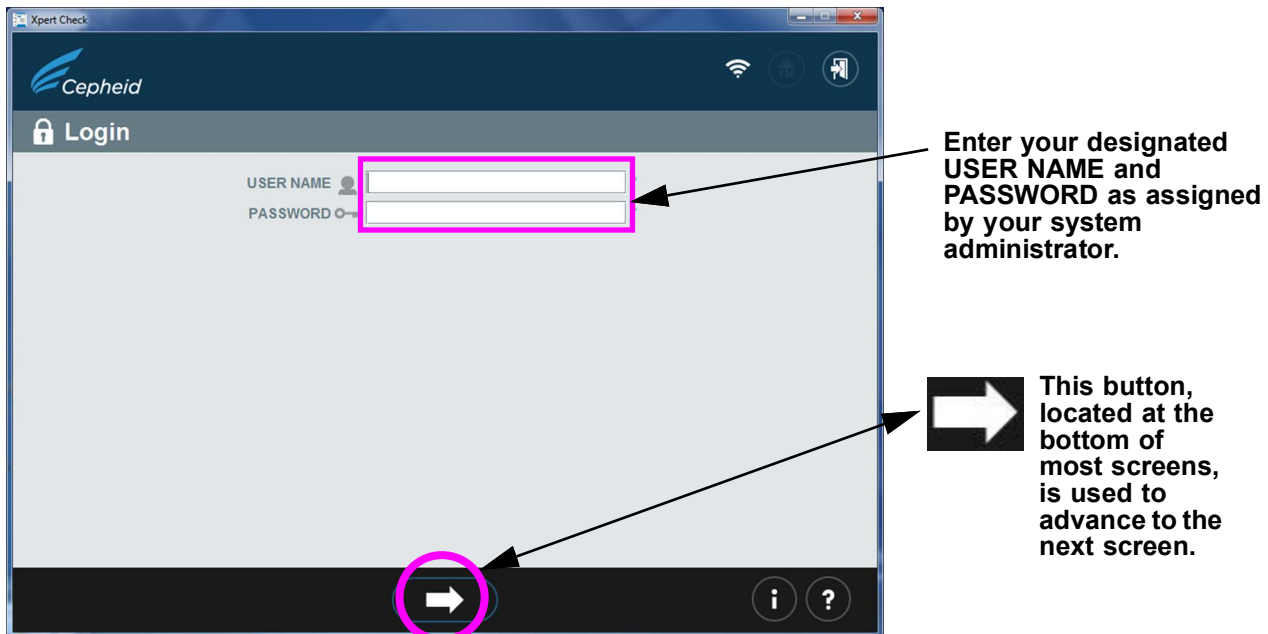 Xpert Check
Cepheid
Login
USER NAME
PASSWORD
Enter your designated
USER NAME and
PASSWORD as assigned
by your system
administrator.
This button,
located at the
bottom of
most screens,
is used to
advance to the
next screen.
i ?